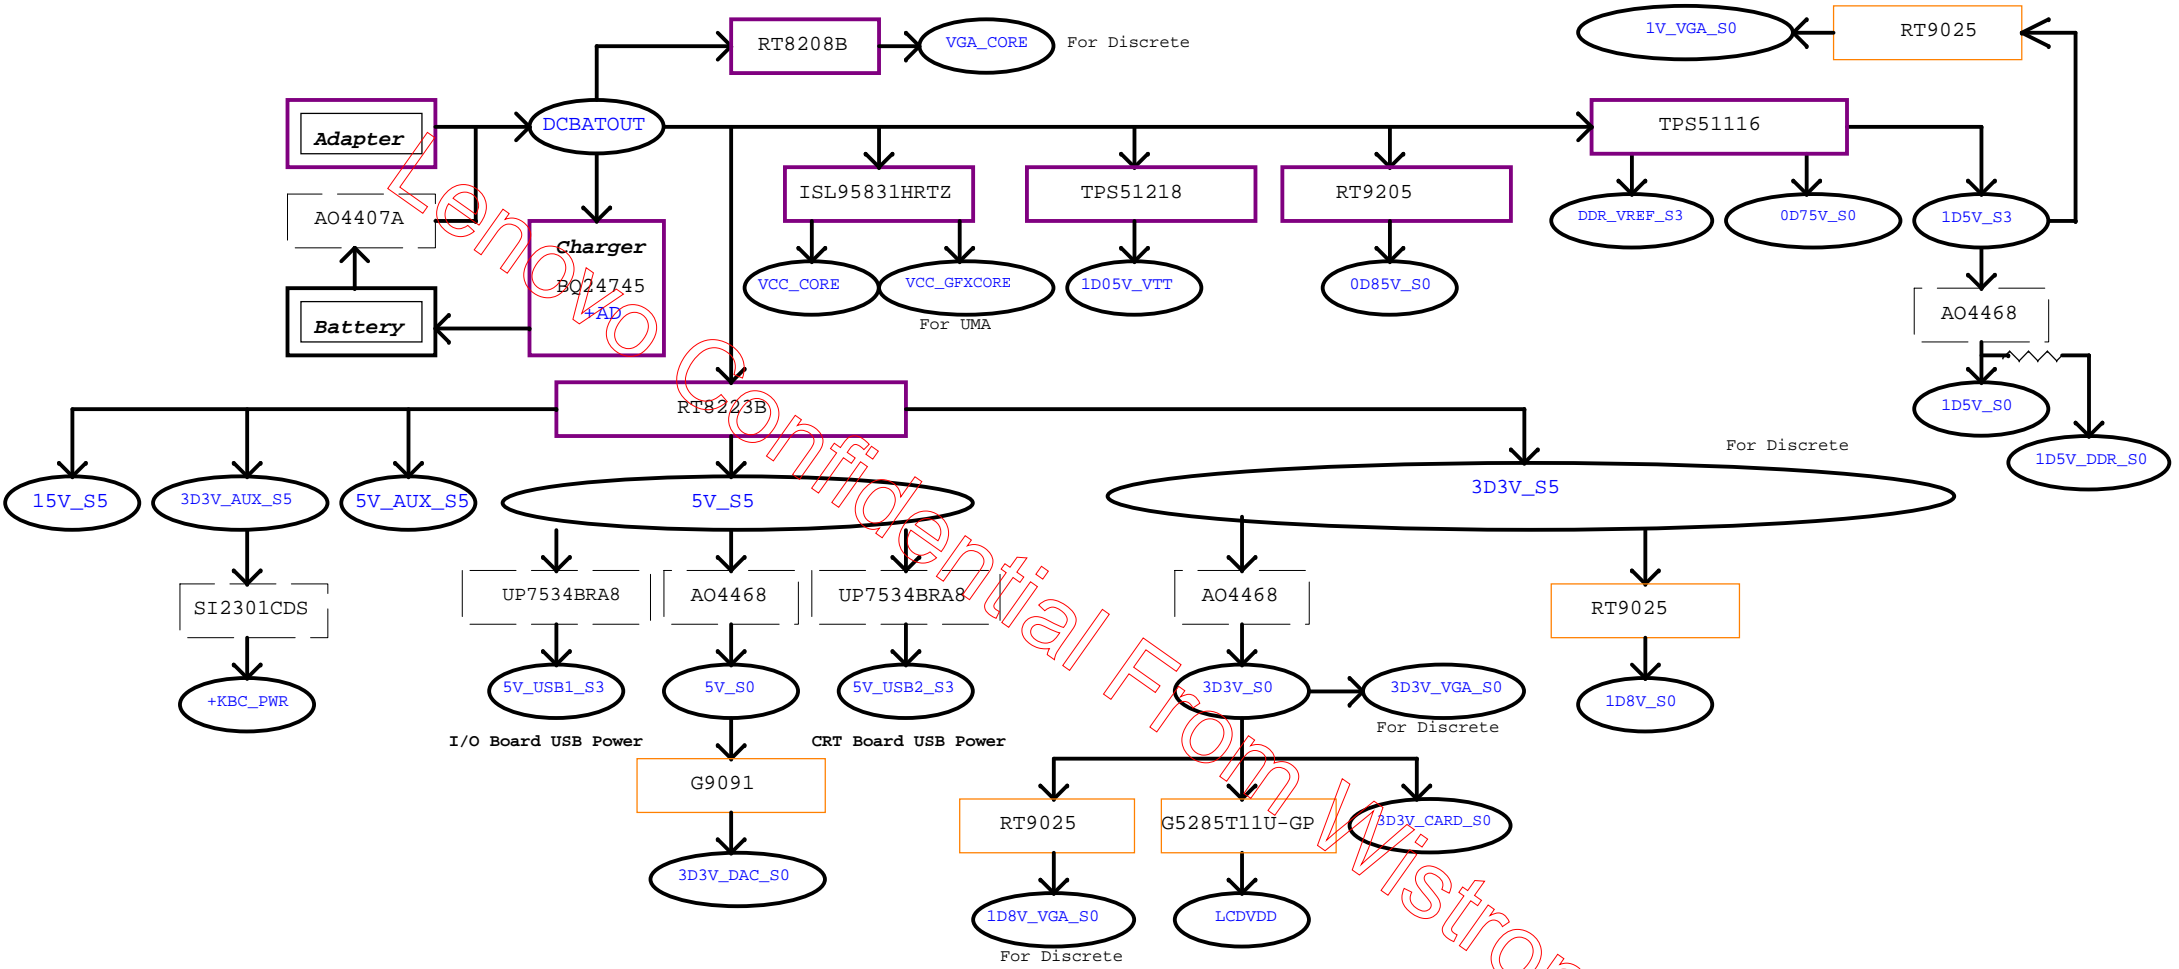 1V_VGA_S0
RT9025
RT8208B
VGA_CORE
For Discrete
Adapter
DCBATOUT
TPS51116
AO4407A
ISL95831HRTZ
TPS51218
RT9205
DDR_VREF_S3
0D75V_S0
1D5V_S3
Charger
BQ24745
+AD
VCC_CORE
VCC_GFXCORE
1D05V_VTT
0D85V_S0
For UMA
Battery
AO4468
RT8223B
1D5V_S0
For Discrete
1D5V_DDR_S0
15V_S5
3D3V_AUX_S5
5V_AUX_S5
5V_S5
3D3V_S5
SI2301CDS
UP7534BRA8
AO4468
UP7534BRA8
AO4468
RT9025
+KBC_PWR
5V_USB1_S3
5V_S0
5V_USB2_S3
3D3V_S0
3D3V_VGA_S0
1D8V_S0
For Discrete
I/O Board USB Power
CRT Board USB Power
G9091
RT9025
G5285T11U-GP
3D3V_CARD_S0
3D3V_DAC_S0
1D8V_VGA_S0
LCDVDD
For Discrete
Lenovo Confidential From Wistron